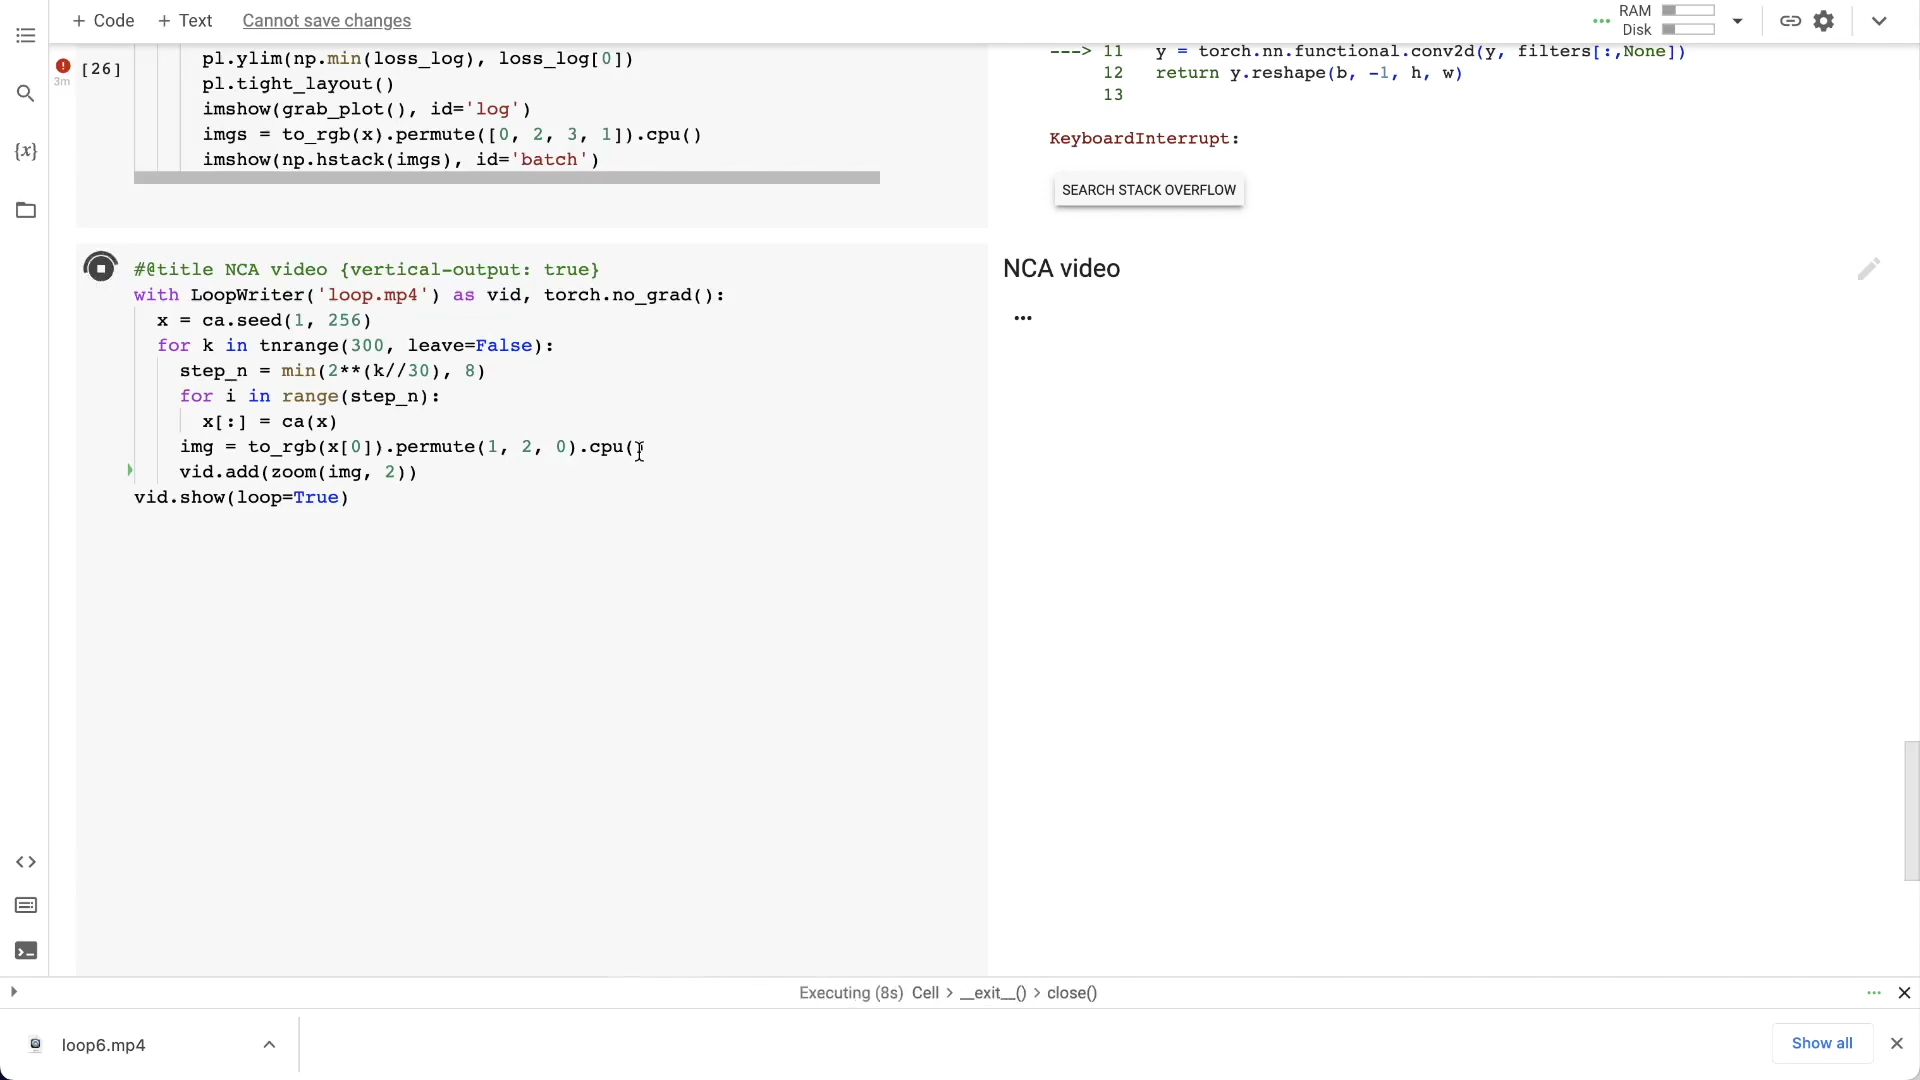 + Code + Text Cannot save changes
RAM
Disk
[26]
3m
pl.ylim(np.min(loss_log), loss_log[0])
pl.tight_layout()
imshow(grab_plot(), id='log')
imgs = to_rgb(x).permute([0, 2, 3, 1]).cpu()
imshow(np.hstack(imgs), id='batch')
---> 11 y = torch.nn.functional.conv2d(y, filters[:,None])
12 return y.reshape(b, -1, h, w)
13
KeyboardInterrupt:
SEARCH STACK OVERFLOW
{x}
#@title NCA video {vertical-output: true}
with LoopWriter('loop.mp4') as vid, torch.no_grad():
x = ca.seed(1, 256)
for k in tnrange(300, leave=False):
step_n = min(2**(k//30), 8)
for i in range(step_n):
x[:] = ca(x)
img = to_rgb(x[0]).permute(1, 2, 0).cpu()
vid.add(zoom(img, 2))
vid.show(loop=True)
NCA video
...
Executing (8s) Cell > __exit__() > close()
loop6.mp4
Show all